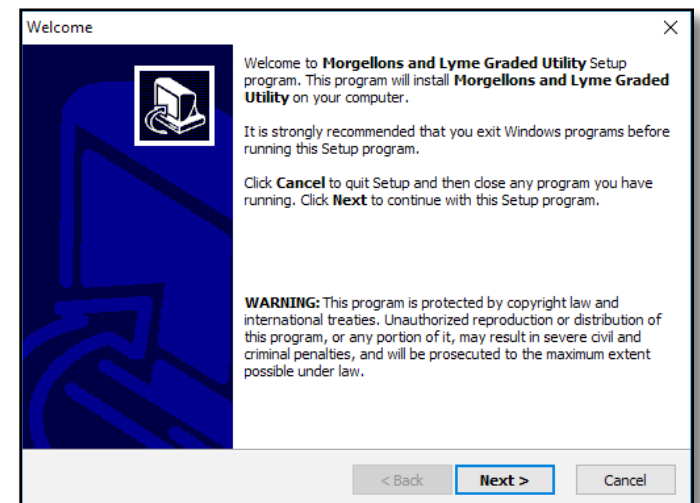 Welcome
Welcome to Morgellons and Lyme Graded Utility Setup
program. This program will install Morgellons and Lyme Graded
Utility on your computer.
It is strongly recommended that you exit Windows programs before
running this Setup program.
Click Cancel to quit Setup and then close any program you have
running. Click Next to continue with this Setup program.
WARNING: This program is protected by copyright law and
international treaties. Unauthorized reproduction or distribution of
this program, or any portion of it, may result in severe civil and
criminal penalties, and will be prosecuted to the maximum extent
possible under law.
< Back Next > Cancel